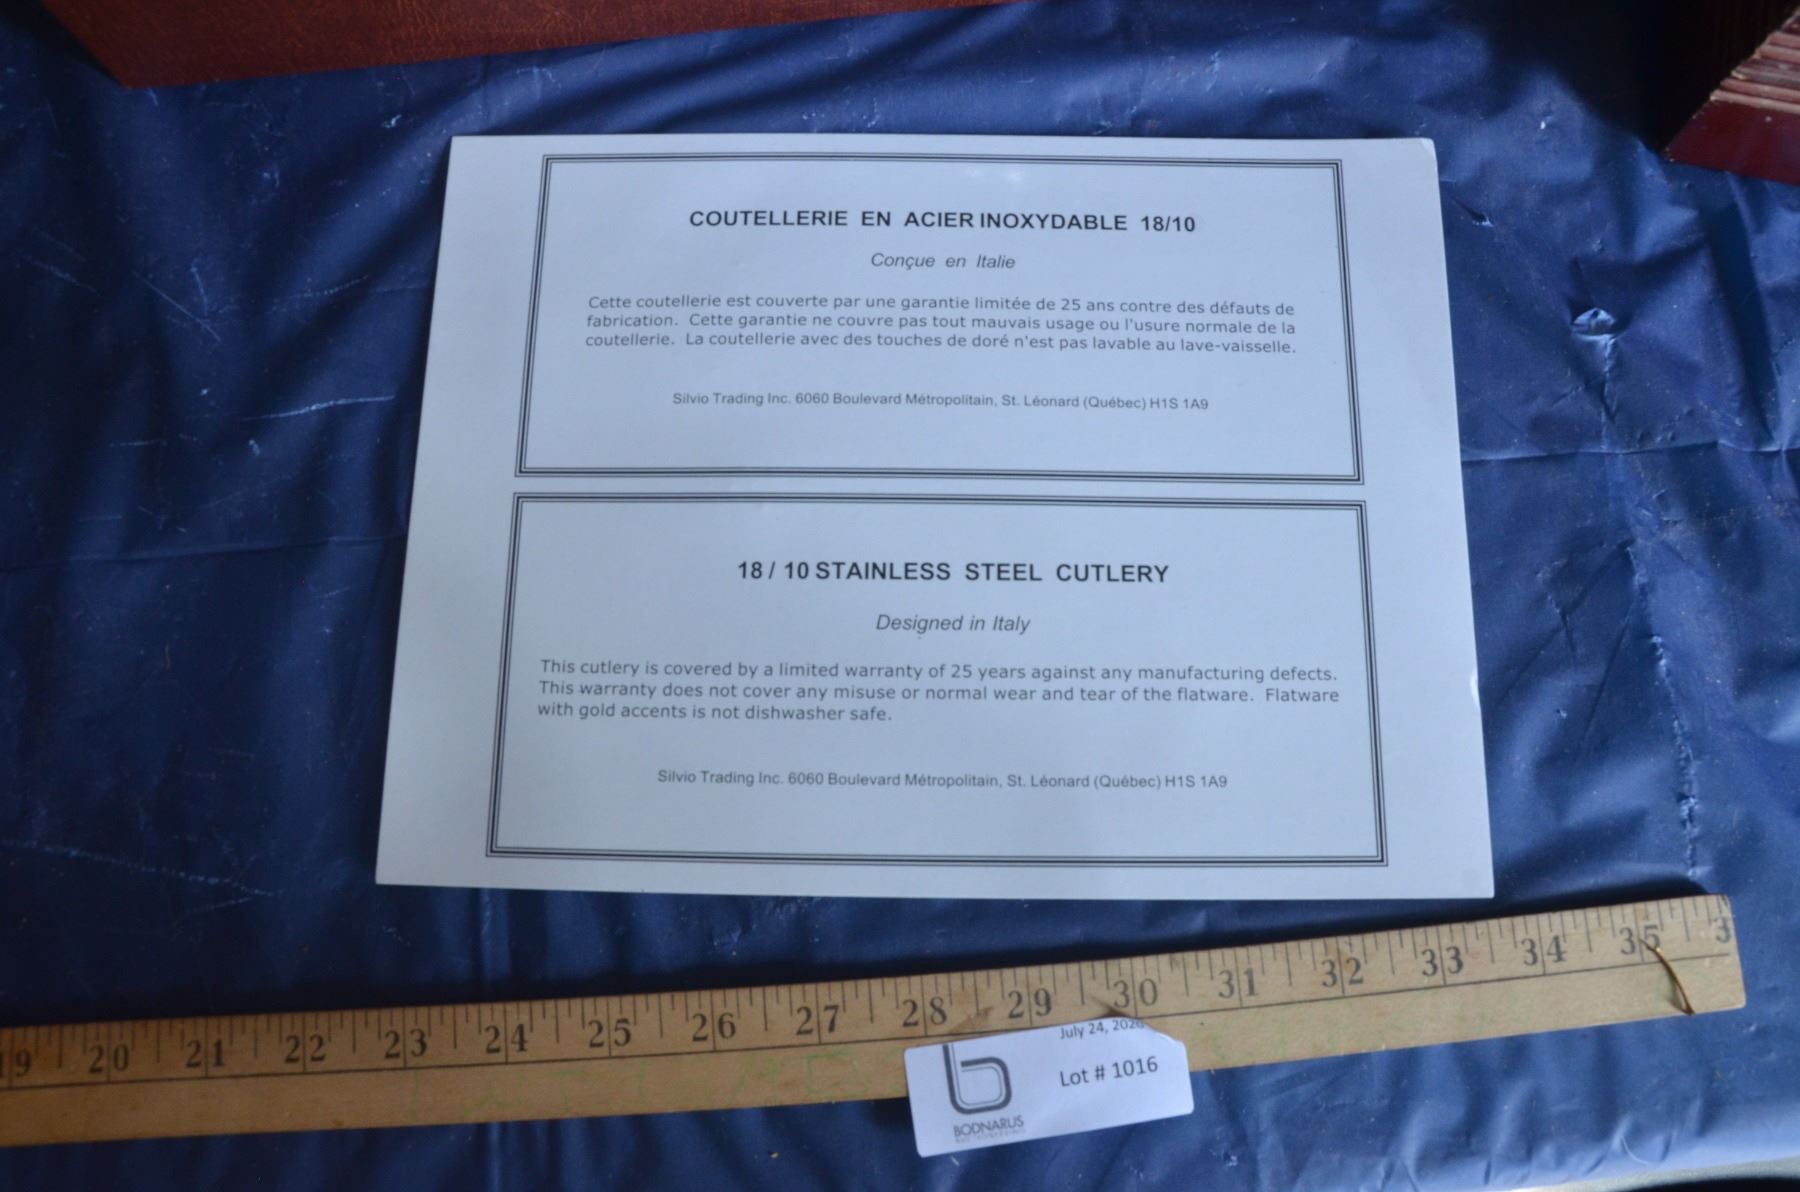 COUTELLERIE EN ACIER INOXYDABLE 18/10
Conçue en Italie
Cette coutellerie est couverte par une garantie limitée de 25 ans contre des défauts de
fabrication. Cette garantie ne couvre pas tout mauvais usage ou l'usure normale de la
coutellerie. La coutellerie avec des touches de doré n'est pas lavable au lave-vaisselle.
Silvio Trading Inc. 6060 Boulevard Métropolitain, St. Léonard (Québec) H1S 1A9
18 / 10 STAINLESS STEEL CUTLERY
Designed in Italy
This cutlery is covered by a limited warranty of 25 years against any manufacturing defects.
This warranty does not cover any misuse or normal wear and tear of the flatware. Flatware
with gold accents is not dishwasher safe.
Silvio Trading Inc. 6060 Boulevard Métropolitain, St. Léonard (Québec) H1S 1A9
19 20 21 22 23 24 25 26 27 28 29 30 31 32 33 34 35 3
July 24, 2020
Lot # 1016
b
BODNARUS